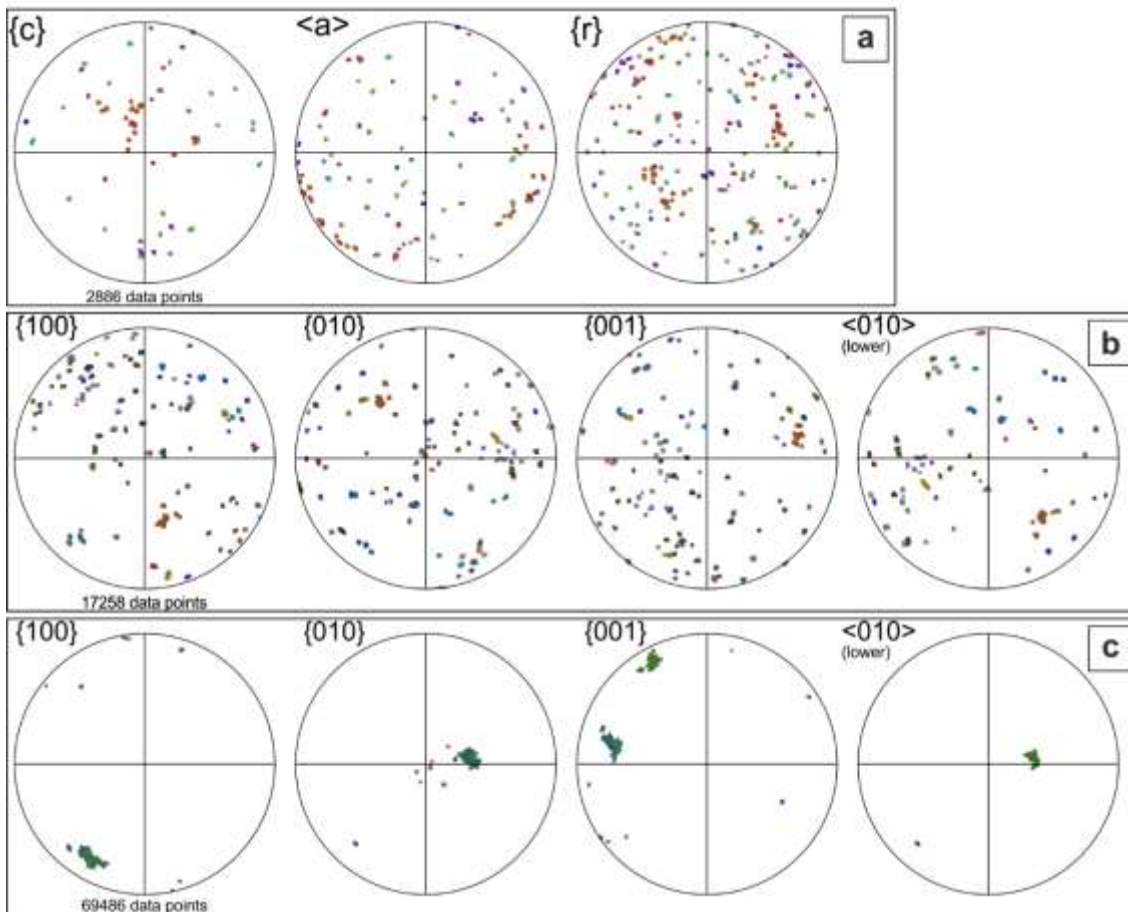 {c} <a> {r} a
2886 data points
{100} {010} {001} <010> b
(lower)
17258 data points
{100} {010} {001} <010> c
(lower)
69486 data points